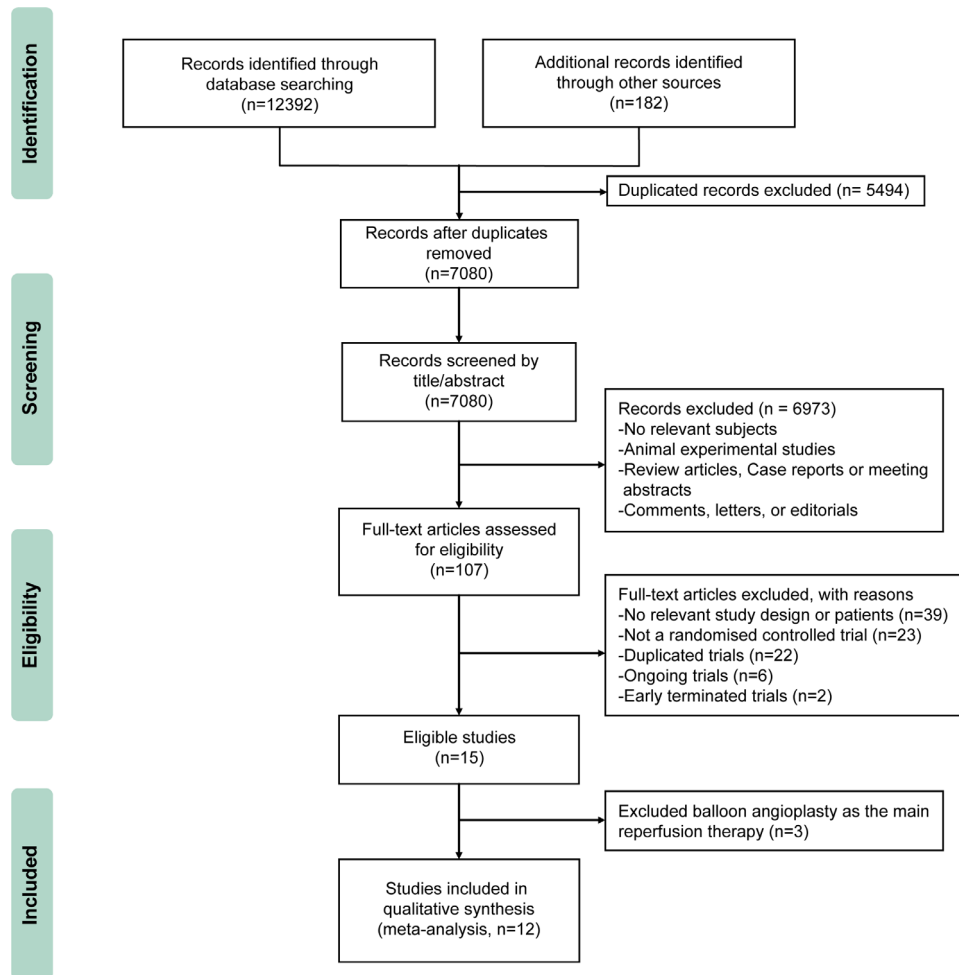 Identification
Records identified through
database searching
(n=12392)
Additional records identified
through other sources
(n=182)
Duplicated records excluded (n= 5494)
Records after duplicates
removed
(n=7080)
Screening
Records screened by
title/abstract
(n=7080)
Records excluded (n = 6973)
-No relevant subjects
-Animal experimental studies
-Review articles, Case reports or meeting
abstracts
-Comments, letters, or editorials
Eligibility
Full-text articles assessed
for eligibility
(n=107)
Full-text articles excluded, with reasons
-No relevant study design or patients (n=39)
-Not a randomised controlled trial (n=23)
-Duplicated trials (n=22)
-Ongoing trials (n=6)
-Early terminated trials (n=2)
Eligible studies
(n=15)
Included
Excluded balloon angioplasty as the main
reperfusion therapy (n=3)
Studies included in
qualitative synthesis
(meta-analysis, n=12)